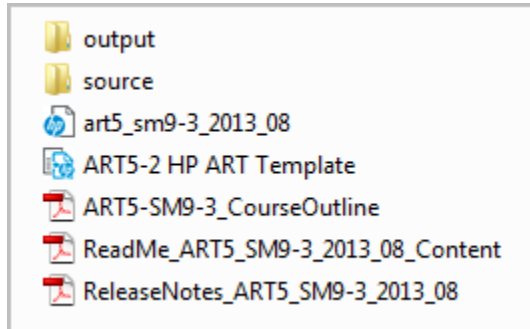 output
source
art5_sm9-3_2013_08
ART5-2 HP ART Template
ART5-SM9-3_CourseOutline
ReadMe_ART5_SM9-3_2013_08_Content
ReleaseNotes_ART5_SM9-3_2013_08